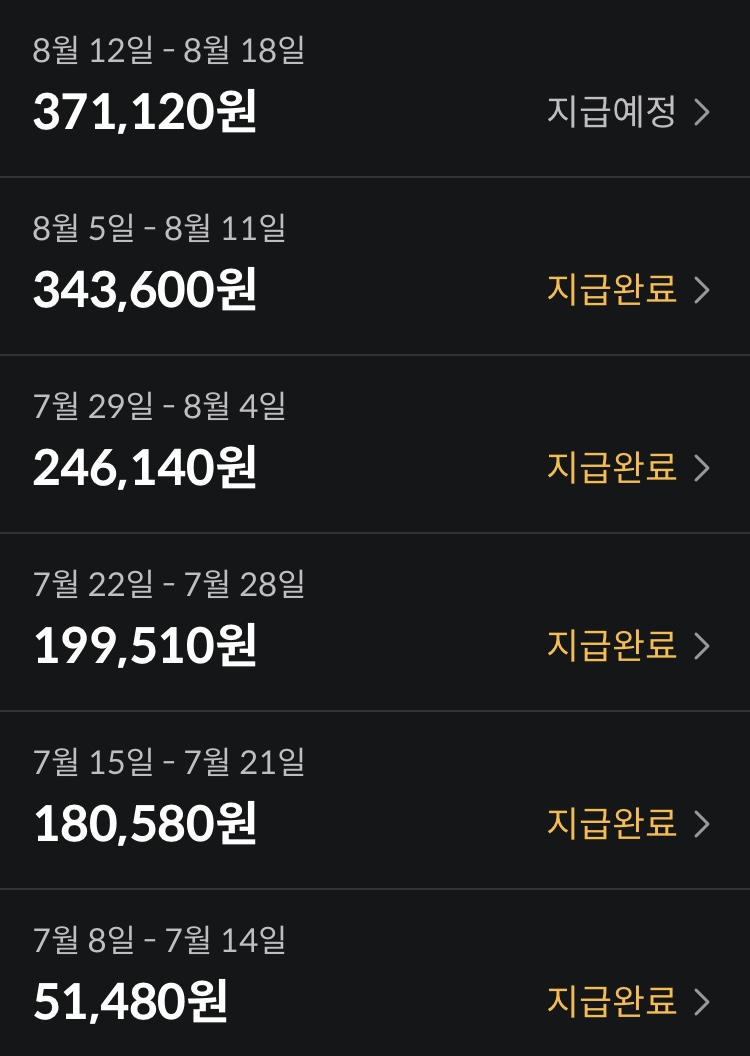 8월 12일 - 8월 18일
371,120원
지급예정
8월 5일 - 8월 11일
343,600원
지급완료
7월 29일 - 8월 4일
246,140원
지급완료
7월 22일 - 7월 28일
199,510원
지급완료
7월 15일 - 7월 21일
180,580원
지급완료
7월 8일 - 7월 14일
51,480원
지급완료